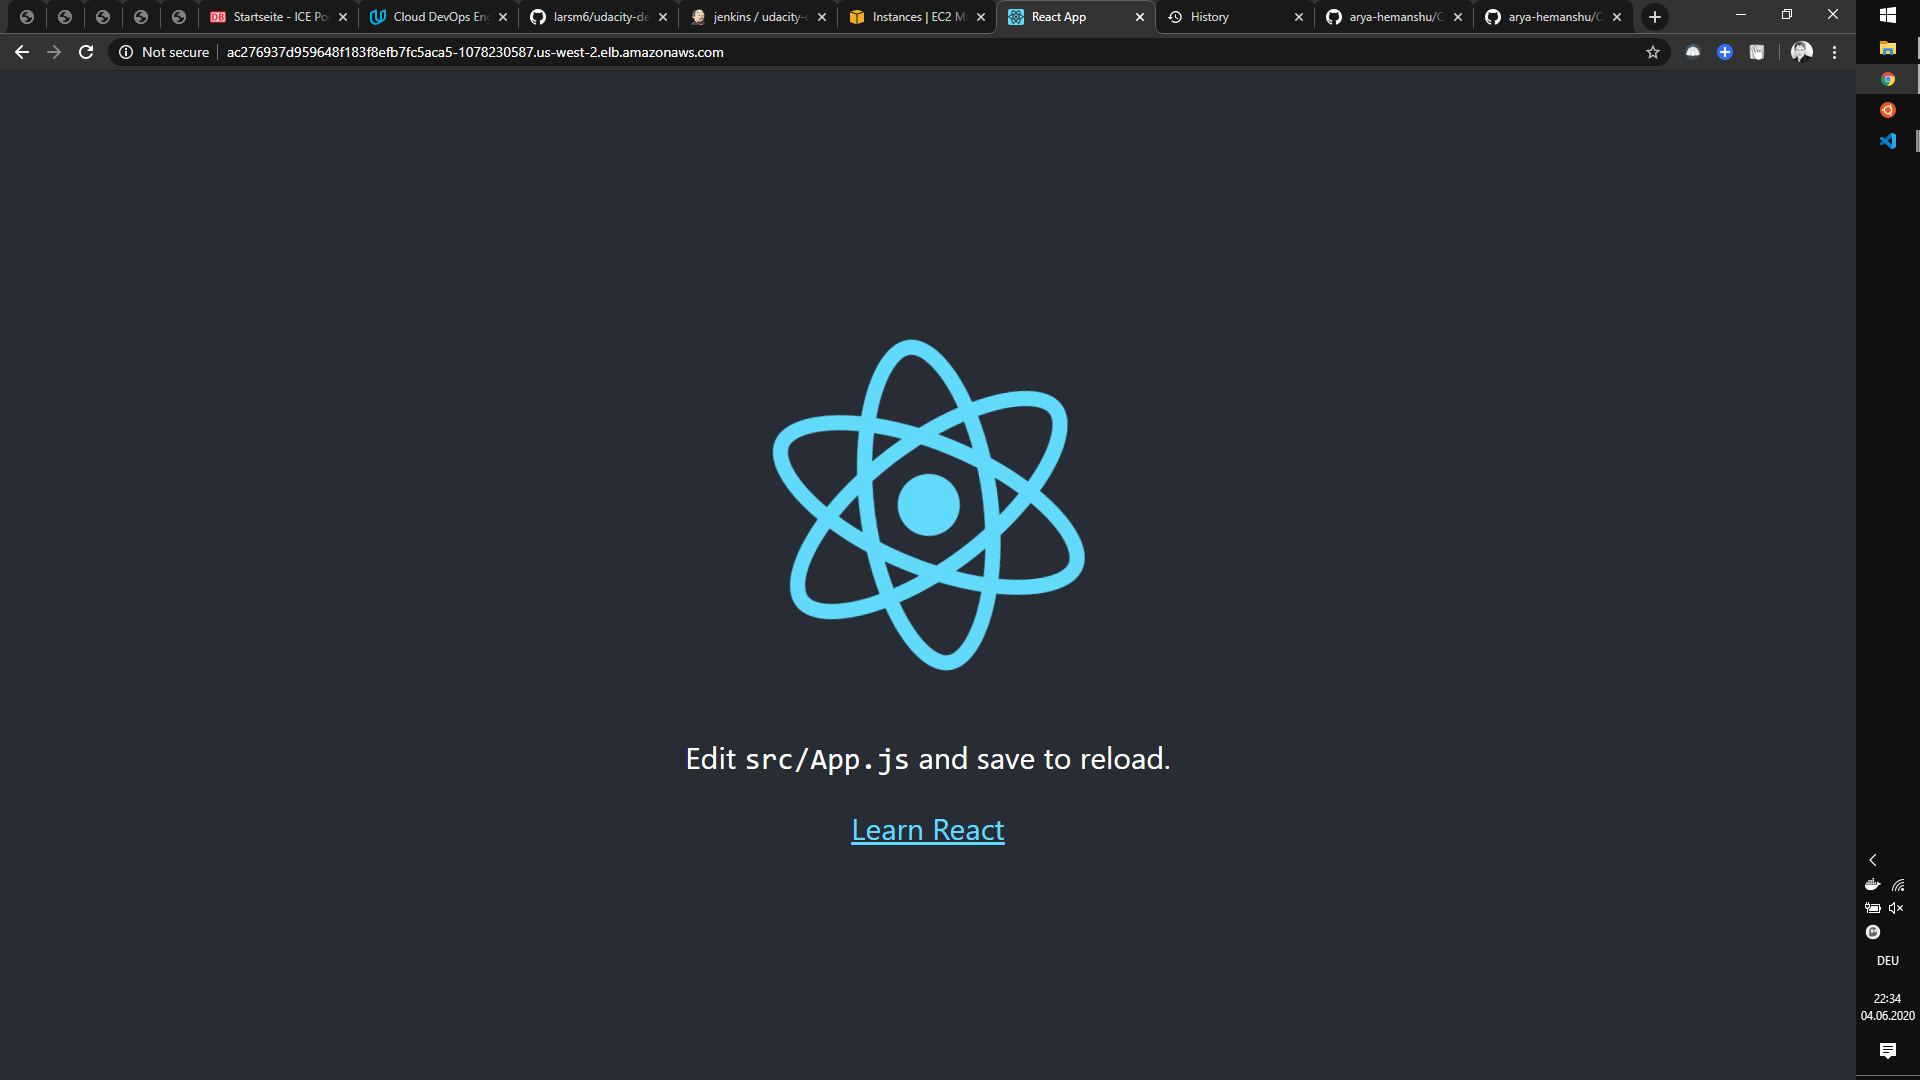 DB Startseite - ICE Po
Cloud DevOps Eng
larsm6/udacity-de
jenkins / udacity-
Instances | EC2 M
React App
History
arya-hemanshu/C
arya-hemanshu/C
Not secure
ac276937d959648f183f8efb7fc5aca5-1078230587.us-west-2.elb.amazonaws.com
Edit src/App.js and save to reload.
Learn React
DEU
22:34
04.06.2020